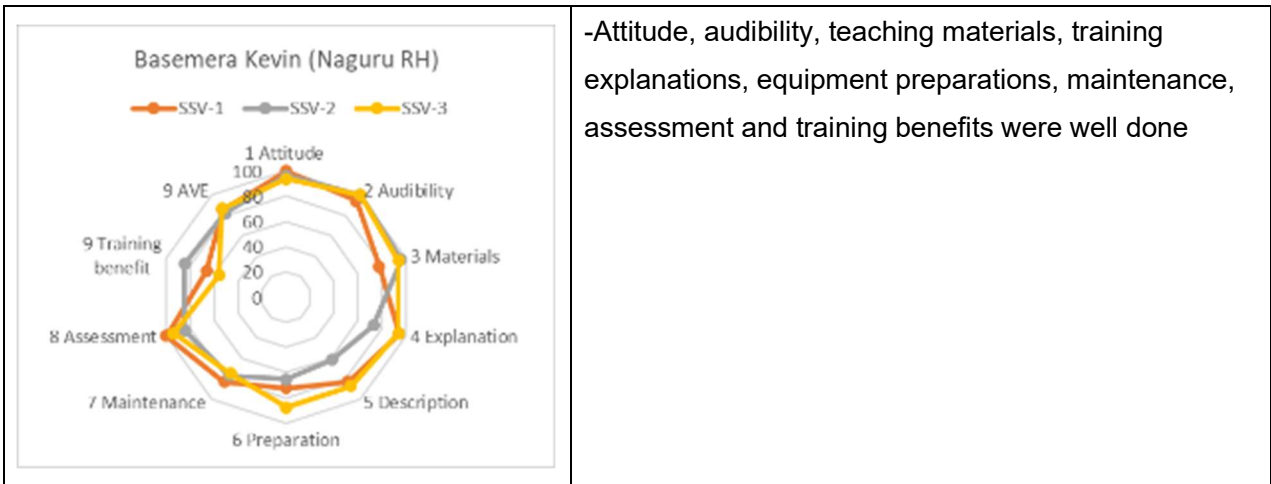 Basemera Kevin (Naguru RH)
SSV-1 SSV-2 SSV-3
1 Attitude
2 Audibility
3 Materials
4 Explanation
5 Description
6 Preparation
7 Maintenance
8 Assessment
9 Training
benefit
9 AVE
100
80
60
40
20
0
-Attitude, audibility, teaching materials, training
explanations, equipment preparations, maintenance,
assessment and training benefits were well done